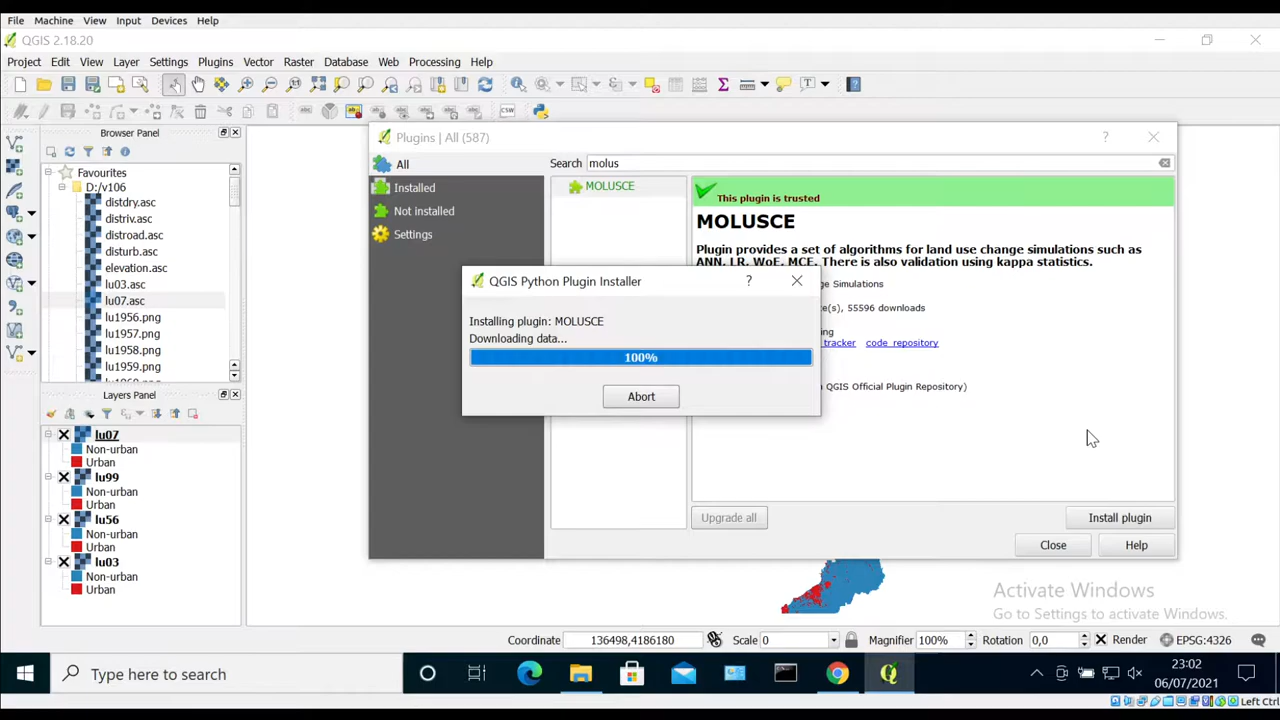 File Machine View Input Devices Help
QGIS 2.18.20
Project Edit View Layer Settings Plugins Vector Raster Database Web Processing Help
Browser Panel
Favourites
D:/v106
distdry.asc
distriv.asc
distroad.asc
disturb.asc
elevation.asc
lu03.asc
lu07.asc
lu1956.png
lu1957.png
lu1958.png
lu1959.png
Layers Panel
lu07
Non-urban
Urban
lu99
Non-urban
Urban
lu56
Non-urban
Urban
lu03
Non-urban
Urban
Plugins | All (587)
All
Installed
Not installed
Settings
Search molus
MOLUSCE
This plugin is trusted
MOLUSCE
Plugin provides a set of algorithms for land use change simulations such as
ANN, LR, WoE, MCE. There is also validation using kappa statistics.
ge Simulations
te(s), 55596 downloads
tracker code repository
QGIS Official Plugin Repository)
QGIS Python Plugin Installer
Installing plugin: MOLUSCE
Downloading data...
100%
Abort
Upgrade all
Install plugin
Close
Help
Activate Windows
Go to Settings to activate Windows.
Coordinate 136498,4186180 Scale 0 Magnifier 100% Rotation 0,0 Render EPSG:4326
Type here to search
23:02
06/07/2021
Left Ctrl